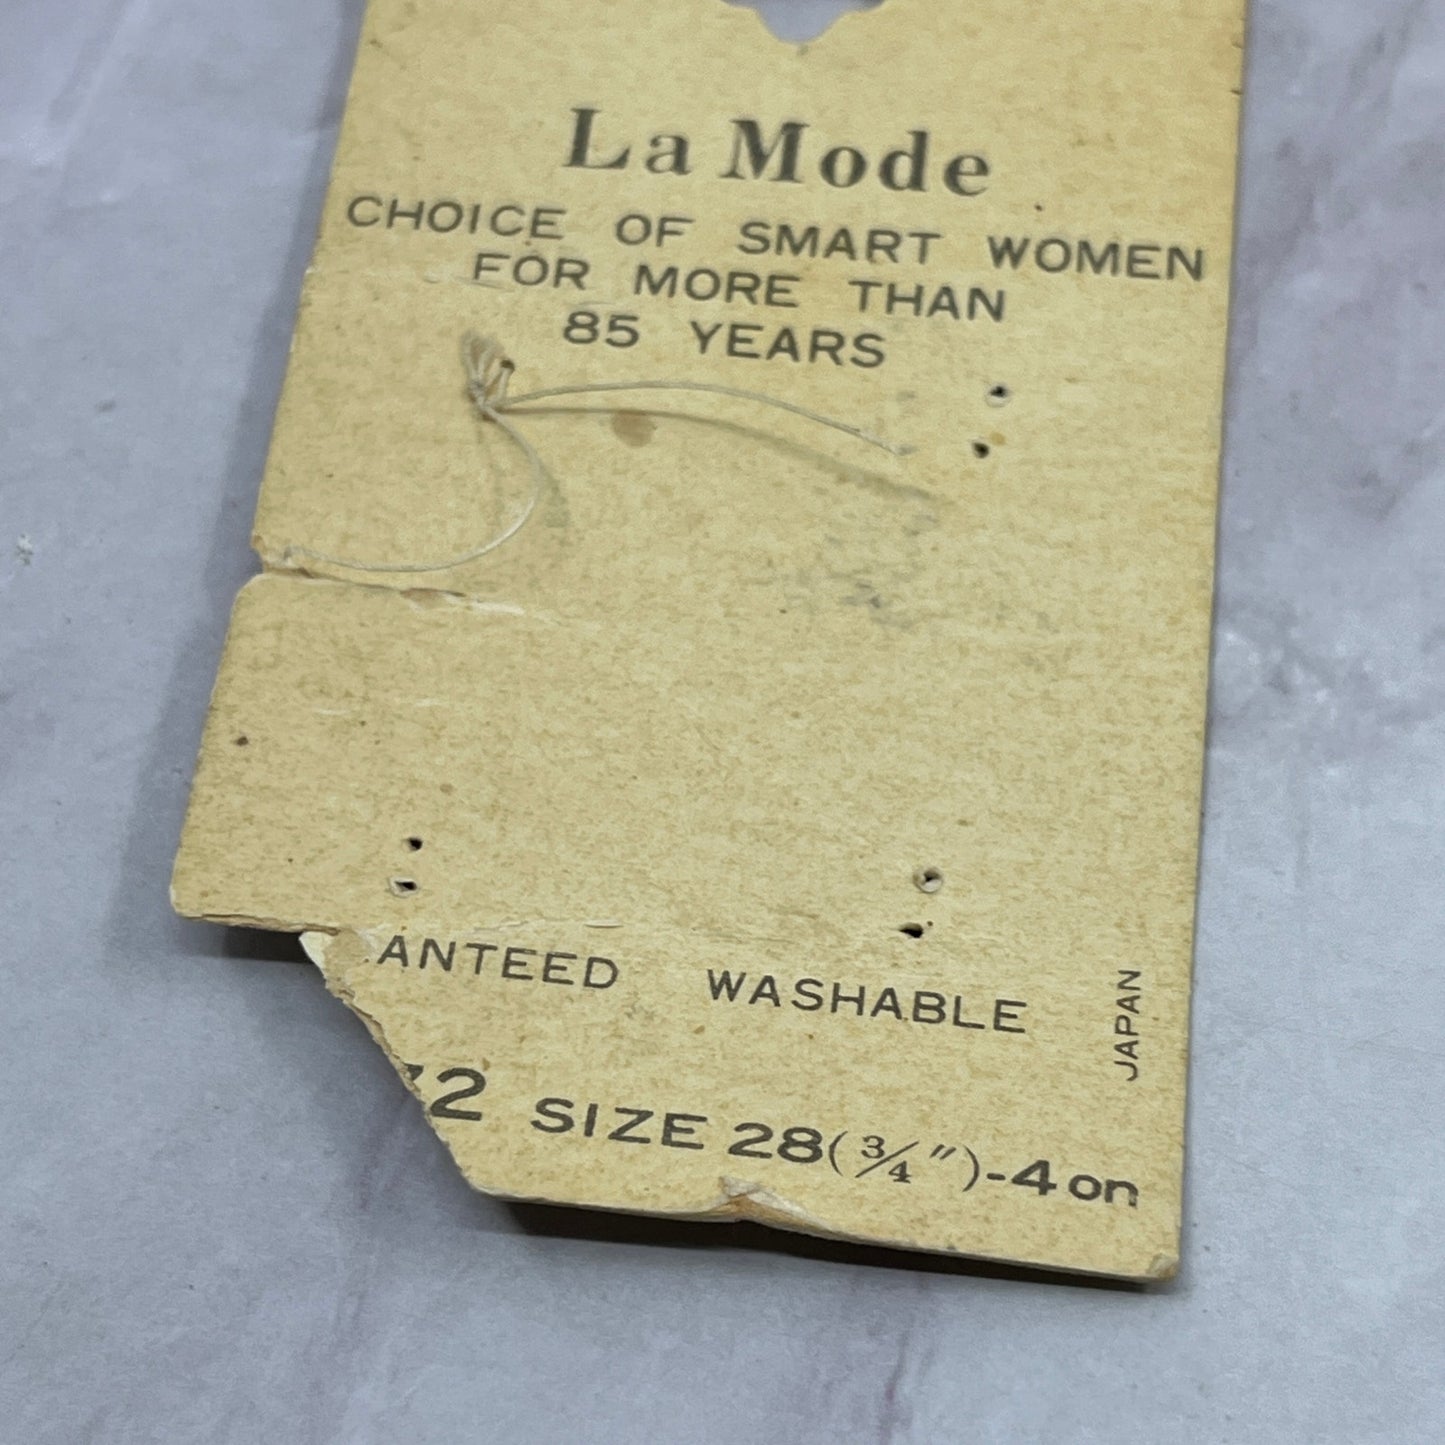 La Mode
CHOICE OF SMART WOMEN
FOR MORE THAN
85 YEARS
ANTEED WASHABLE
JAPAN
2 SIZE 28(3/4")-4 on